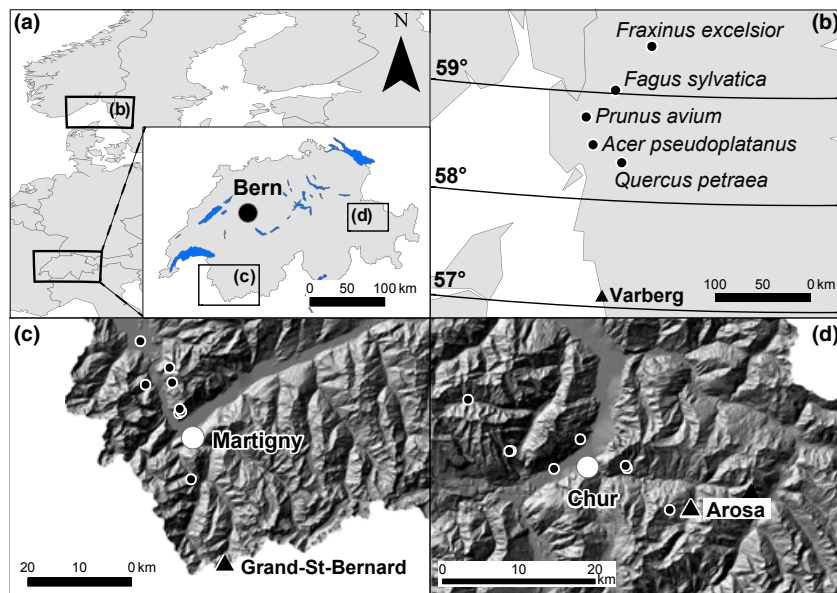 (a)
N
(b)
Bern
(d)
(c)
0 50 100 km
(b)
Fraxinus excelsior
59°
Fagus sylvatica
Prunus avium
Acer pseudoplatanus
58°
Quercus petraea
57°
Varberg
100 50 0 km
(c)
Martigny
Grand-St-Bernard
20 10 0 km
(d)
Chur
Arosa
0 10 20
km